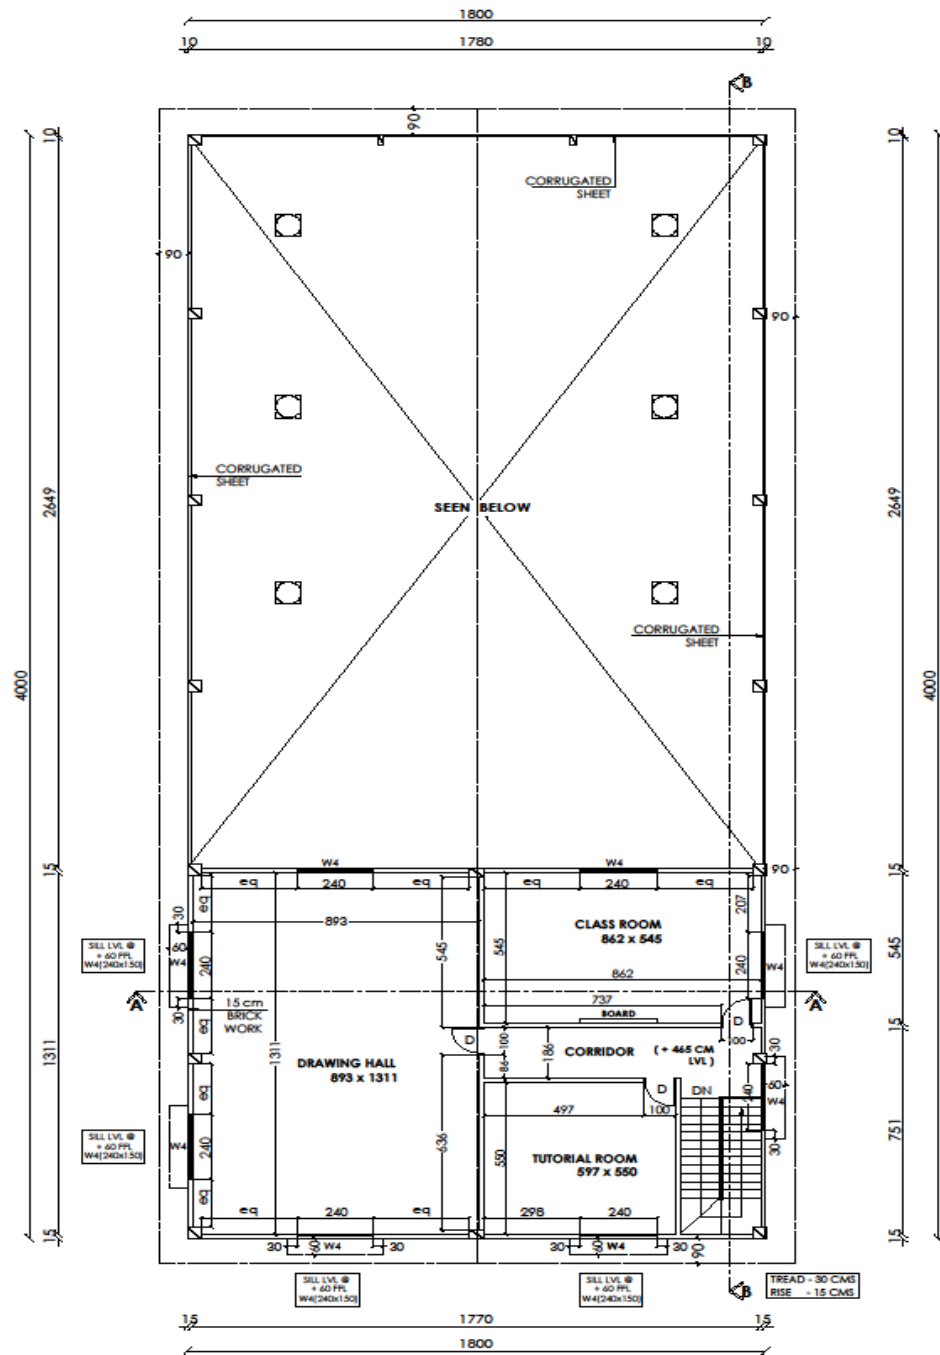 1800
10 1780 10
B
90
10 10
CORRUGATED
SHEET
90
90
CORRUGATED
SHEET
2649 2649
SEEN BELOW
CORRUGATED
SHEET
4000 4000
15 W4 W4 90 15
eq 240 eq eq 240 eq
30 eq 893 207
CLASS ROOM
862 x 545
545 545 545
SILL LVL @
+ 60 FFL
W4(240x150)
60
W4
240
862
240
W4
SILL LVL @
+ 60 FFL
W4(240x150)
A A
737
30
15 cm
BRICK
WORK
BOARD
D
100
15
eq
1311 1311
D
100
86
186
CORRIDOR
( + 465 CM
LVL )
30
DRAWING HALL
893 x 1311
D DN
60
240
W4
eq
497 100
751
SILL LVL @
+ 60 FFL
W4(240x150)
W4
240
636
550
TUTORIAL ROOM
597 x 550
30
eq
eq 240 eq 298 240
15 15
30 60 W4 30 30 60 W4 30 90
SILL LVL @
+ 60 FFL
W4(240x150)
SILL LVL @
+ 60 FFL
W4(240x150)
B
TREAD - 30 CMS
RISE - 15 CMS
15 1770 15
1800